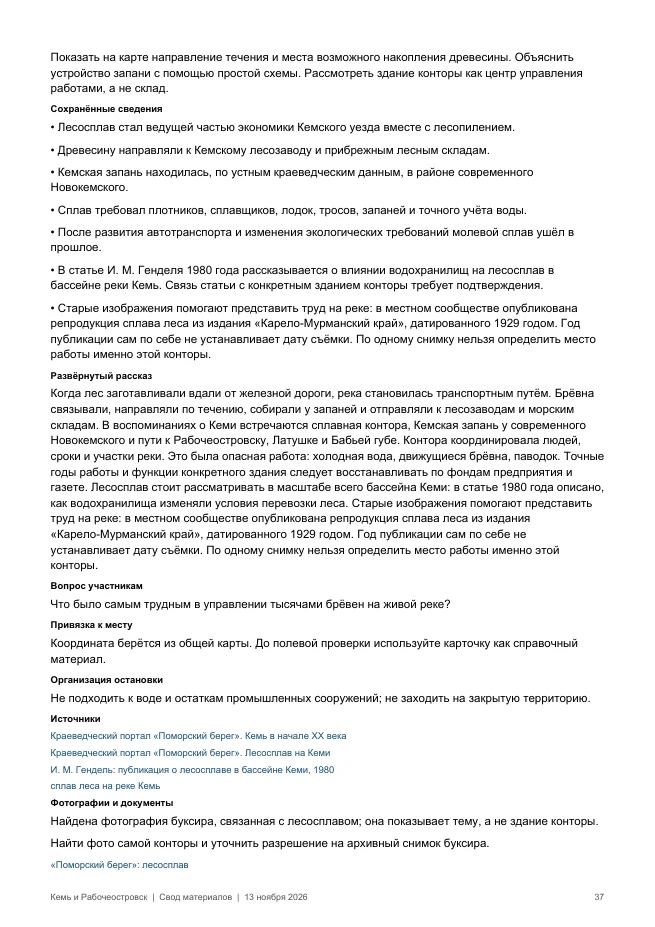 Показать на карте направление течения и места возможного накопления древесины. Объяснить
устройство запани с помощью простой схемы. Рассмотреть здание конторы как центр управления
работами, а не склад.
Сохранённые сведения
• Лесосплав стал ведущей частью экономики Кемского уезда вместе с лесопилением.
• Древесину направляли к Кемскому лесозаводу и прибрежным лесным складам.
• Кемская запань находилась, по устным краеведческим данным, в районе современного
Новокемского.
• Сплав требовал плотников, сплавщиков, лодок, тросов, запаней и точного учёта воды.
• После развития автотранспорта и изменения экологических требований молевой сплав ушёл в
прошлое.
• В статье И. М. Генделя 1980 года рассказывается о влиянии водохранилищ на лесосплав в
бассейне реки Кемь. Связь статьи с конкретным зданием конторы требует подтверждения.
• Старые изображения помогают представить труд на реке: в местном сообществе опубликована
репродукция сплава леса из издания «Карело-Мурманский край», датированного 1929 годом. Год
публикации сам по себе не устанавливает дату съёмки. По одному снимку нельзя определить место
работы именно этой конторы.
Развёрнутый рассказ
Когда лес заготавливали вдали от железной дороги, река становилась транспортным путём. Брёвна
связывали, направляли по течению, собирали у запаней и отправляли к лесозаводам и морским
складам. В воспоминаниях о Кеми встречаются сплавная контора, Кемская запань у современного
Новокемского и пути к Рабочеостровску, Латушке и Бабьей губе. Контора координировала людей,
сроки и участки реки. Это была опасная работа: холодная вода, движущиеся брёвна, паводок. Точные
годы работы и функции конкретного здания следует восстанавливать по фондам предприятия и
газете. Лесосплав стоит рассматривать в масштабе всего бассейна Кеми: в статье 1980 года описано,
как водохранилища изменяли условия перевозки леса. Старые изображения помогают представить
труд на реке: в местном сообществе опубликована репродукция сплава леса из издания
«Карело-Мурманский край», датированного 1929 годом. Год публикации сам по себе не
устанавливает дату съёмки. По одному снимку нельзя определить место работы именно этой
конторы.
Вопрос участникам
Что было самым трудным в управлении тысячами брёвен на живой реке?
Привязка к месту
Координата берётся из общей карты. До полевой проверки используйте карточку как справочный
материал.
Организация остановки
Не подходить к воде и остаткам промышленных сооружений; не заходить на закрытую территорию.
Источники
Краеведческий портал «Поморский берег». Кемь в начале XX века
Краеведческий портал «Поморский берег». Лесосплав на Кеми
И. М. Гендель: публикация о лесосплаве в бассейне Кеми, 1980
сплав леса на реке Кемь
Фотографии и документы
Найдена фотография буксира, связанная с лесосплавом; она показывает тему, а не здание конторы.
Найти фото самой конторы и уточнить разрешение на архивный снимок буксира.
«Поморский берег»: лесосплав
Кемь и Рабочеостровск | Свод материалов | 13 ноября 2026
37